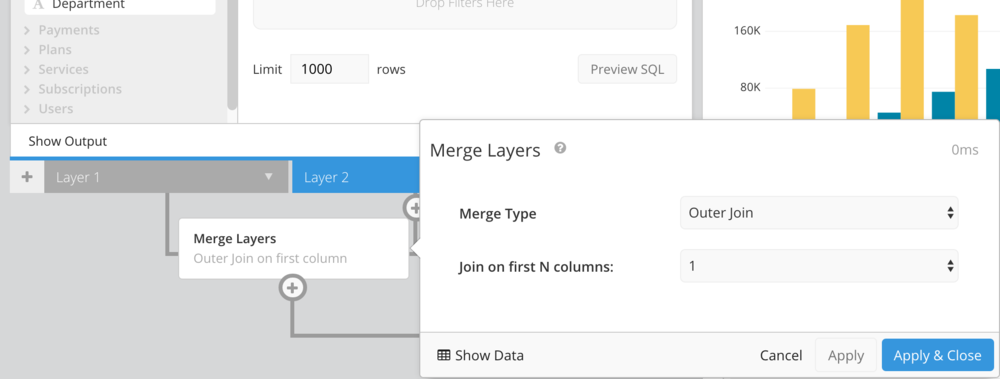 A Department
Drop Filters Here
Payments
Plans
Services
Subscriptions
Users
Limit 1000 rows Preview SQL
160K
80K
Show Output
+ Layer 1 Layer 2
Merge Layers
Outer Join on first column
Merge Layers ? 0ms
Merge Type Outer Join
Join on first N columns: 1
Show Data Cancel Apply Apply & Close